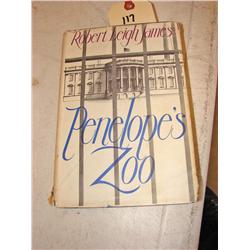 117
Robert Leigh James
Penelope's
Zoo